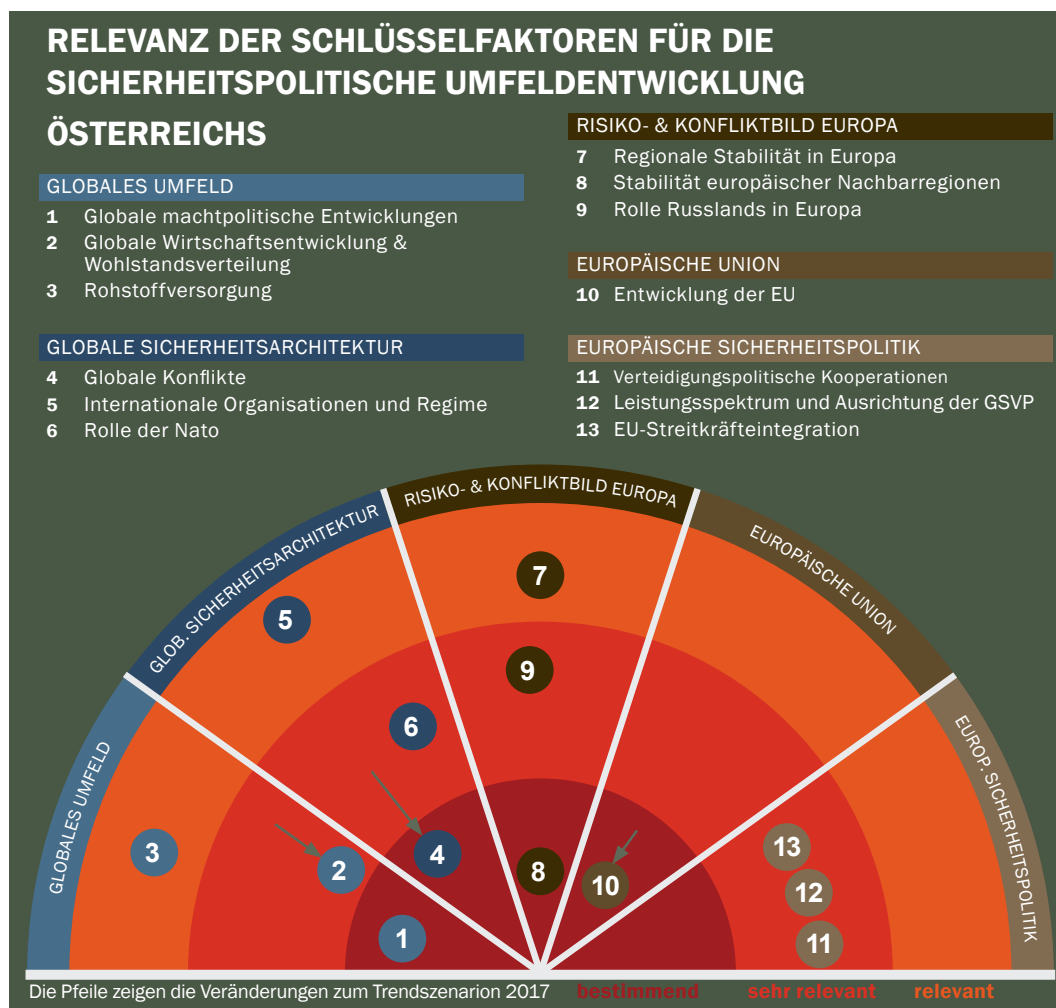 RELEVANZ DER SCHLÜSSELFAKTOREN FÜR DIE
SICHERHEITSPOLITISCHE UMFELDENTWICKLUNG
ÖSTERREICHS
GLOBALES UMFELD
1 Globale machtpolitische Entwicklungen
2 Globale Wirtschaftsentwicklung &
Wohlstandsverteilung
3 Rohstoffversorgung
GLOBALE SICHERHEITSARCHITEKTUR
4 Globale Konflikte
5 Internationale Organisationen und Regime
6 Rolle der Nato
RISIKO- & KONFLIKTBILD EUROPA
7 Regionale Stabilität in Europa
8 Stabilität europäischer Nachbarregionen
9 Rolle Russlands in Europa
EUROPÄISCHE UNION
10 Entwicklung der EU
EUROPÄISCHE SICHERHEITSPOLITIK
11 Verteidigungspolitische Kooperationen
12 Leistungsspektrum und Ausrichtung der GSVP
13 EU-Streitkräfteintegration
GLOBALES UMFELD
GLOB. SICHERHEITSARCHITEKTUR
RISIKO- & KONFLIKTBILD EUROPA
EUROPÄISCHE UNION
EUROP. SICHERHEITSPOLITIK
7
5
9
6
3
2
4
8
10
13
12
1
11
Die Pfeile zeigen die Veränderungen zum Trendszenarion 2017 bestimmend sehr relevant relevant